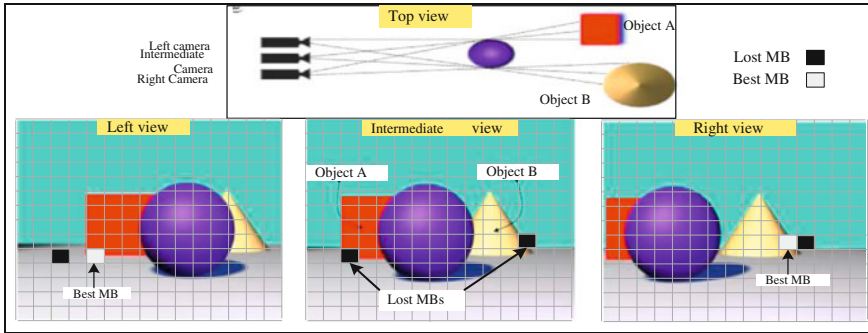 Top view
Left camera
Intermediate
Camera
Right Camera
Object A
Object B
Lost MB
Best MB
Left view
Intermediate view
Right view
Object A
Object B
Best MB
Lost MBs
Best MB